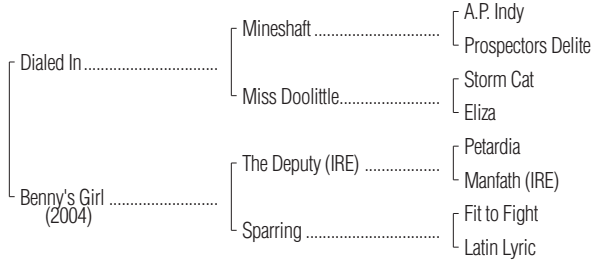 A.P. Indy
Mineshaft ..............................
Prospectors Delite
Dialed In................................
Storm Cat
Miss Doolittle........................
Eliza
Petardia
The Deputy (IRE) ..................
Manfath (IRE)
Benny's Girl ..........................
(2004)
Fit to Fight
Sparring ................................
Latin Lyric